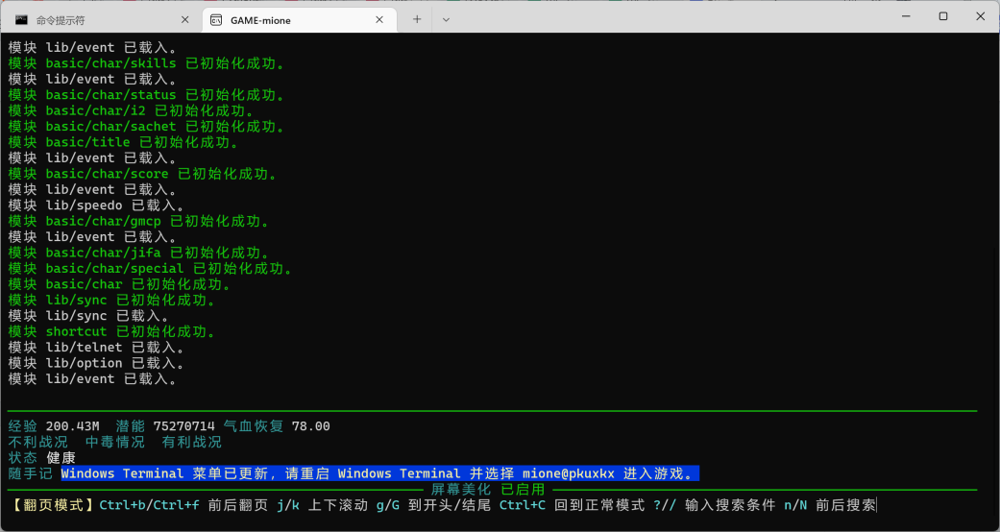 命令提示符
GAME-mione
模块 lib/event 已载入。
模块 basic/char/skills 已初始化成功。
模块 lib/event 已载入。
模块 basic/char/status 已初始化成功。
模块 basic/char/i2 已初始化成功。
模块 basic/char/sachet 已初始化成功。
模块 basic/title 已初始化成功。
模块 lib/event 已载入。
模块 basic/char/score 已初始化成功。
模块 lib/event 已载入。
模块 lib/speedo 已载入。
模块 basic/char/gmcp 已初始化成功。
模块 lib/event 已载入。
模块 basic/char/jifa 已初始化成功。
模块 basic/char/special 已初始化成功。
模块 basic/char 已初始化成功。
模块 lib/sync 已初始化成功。
模块 lib/sync 已载入。
模块 shortcut 已初始化成功。
模块 lib/telnet 已载入。
模块 lib/option 已载入。
模块 lib/event 已载入。
经验 200.43M 潜能 75270714 气血恢复 78.00
不利战况 中毒情况 有利战况
状态 健康
随手记 Windows Terminal 菜单已更新，请重启 Windows Terminal 并选择 mione@pkuxkx 进入游戏。
屏幕美化 已启用
【翻页模式】Ctrl+b/Ctrl+f 前后翻页 j/k 上下滚动 g/G 到开头/结尾 Ctrl+C 回到正常模式 ?// 输入搜索条件 n/N 前后搜索